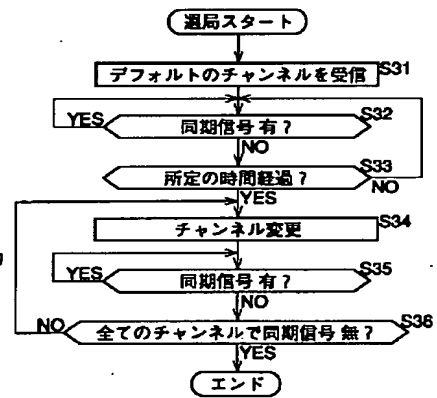 選局スタート
デフォルトのチャンネルを受信 S31
S32
YES 同期信号 有?
NO
S33
所定の時間経過?
NO
YES
チャンネル変更 S34
S35
YES 同期信号 有?
NO
NO 全てのチャンネルで同期信号 無? S36
YES
エンド